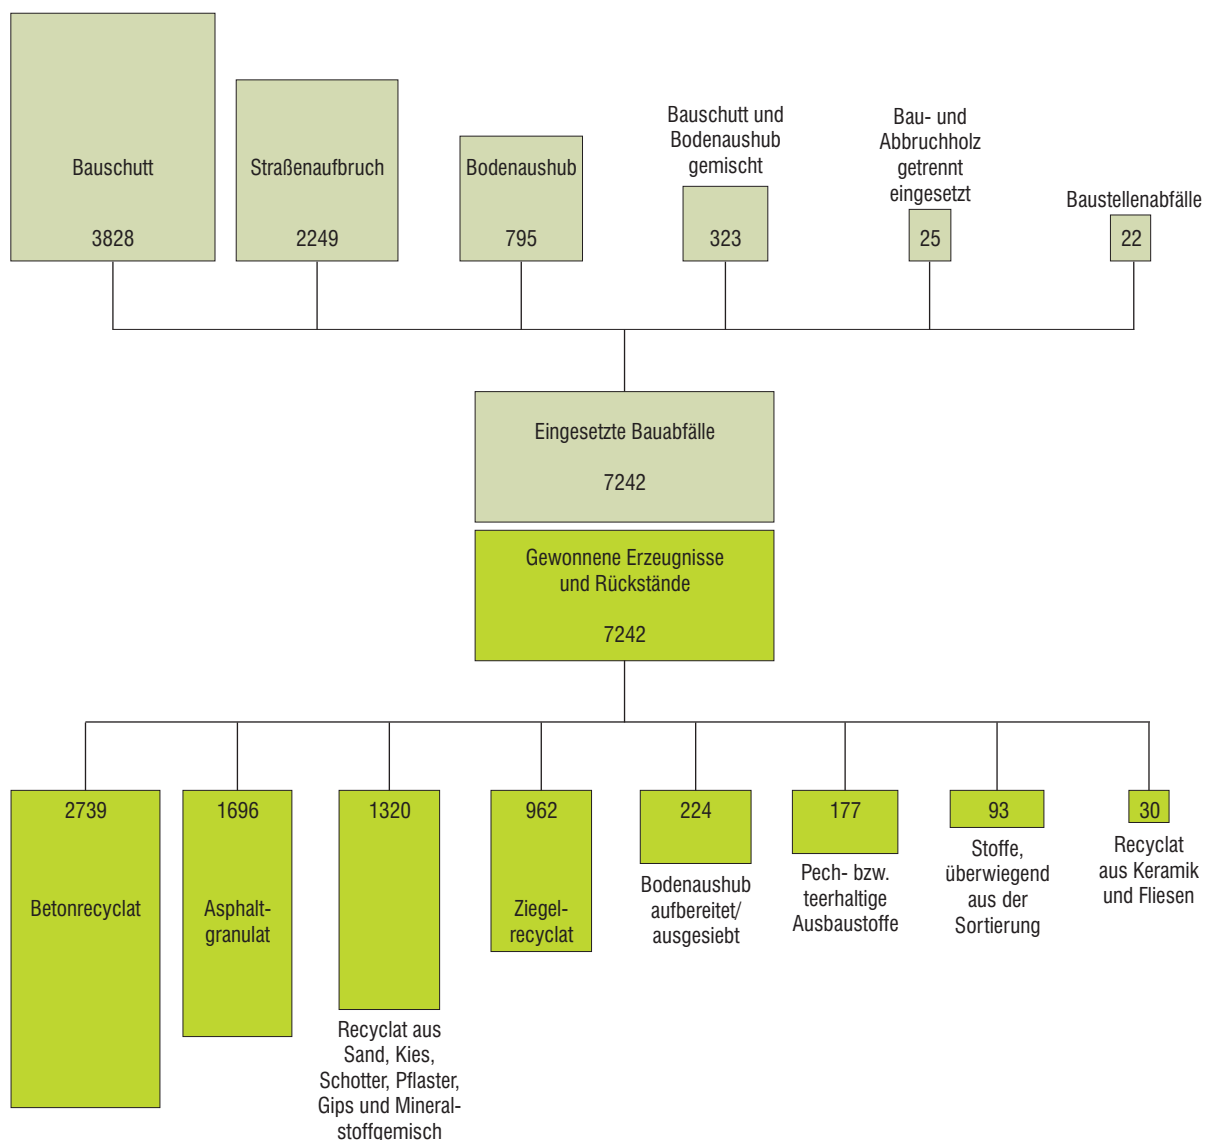 Bauschutt
3828
Straßenaufbruch
2249
Bodenaushub
795
Bauschutt und
Bodenaushub
gemischt
323
Bau- und
Abbruchholz
getrennt
eingesetzt
25
Baustellenabfälle
22
Eingesetzte Bauabfälle
7242
Gewonnene Erzeugnisse
und Rückstände
7242
2739
Betonrecyclat
1696
Asphalt-
granulat
1320
Recyclat aus
Sand, Kies,
Schotter, Pflaster,
Gips und Mineral-
stoffgemisch
962
Ziegel-
recyclat
224
Bodenaushub
aufbereitet/
ausgesiebt
177
Pech- bzw.
teerhaltige
Ausbaustoffe
93
Stoffe,
überwiegend
aus der
Sortierung
30
Recyclat
aus Keramik
und Fliesen